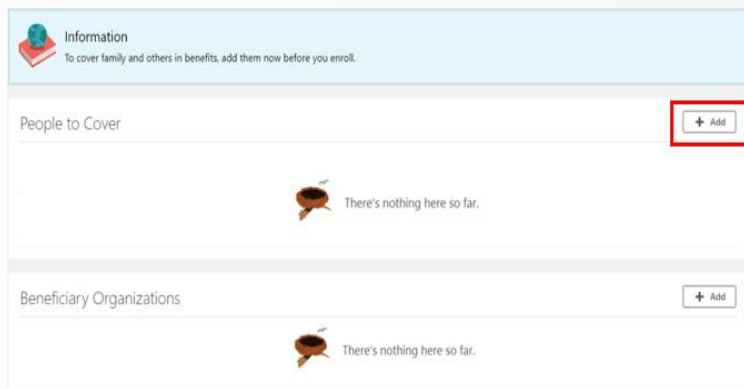 Information
To cover family and others in benefits, add them now before you enroll.
People to Cover
+ Add
There's nothing here so far.
Beneficiary Organizations
+ Add
There's nothing here so far.